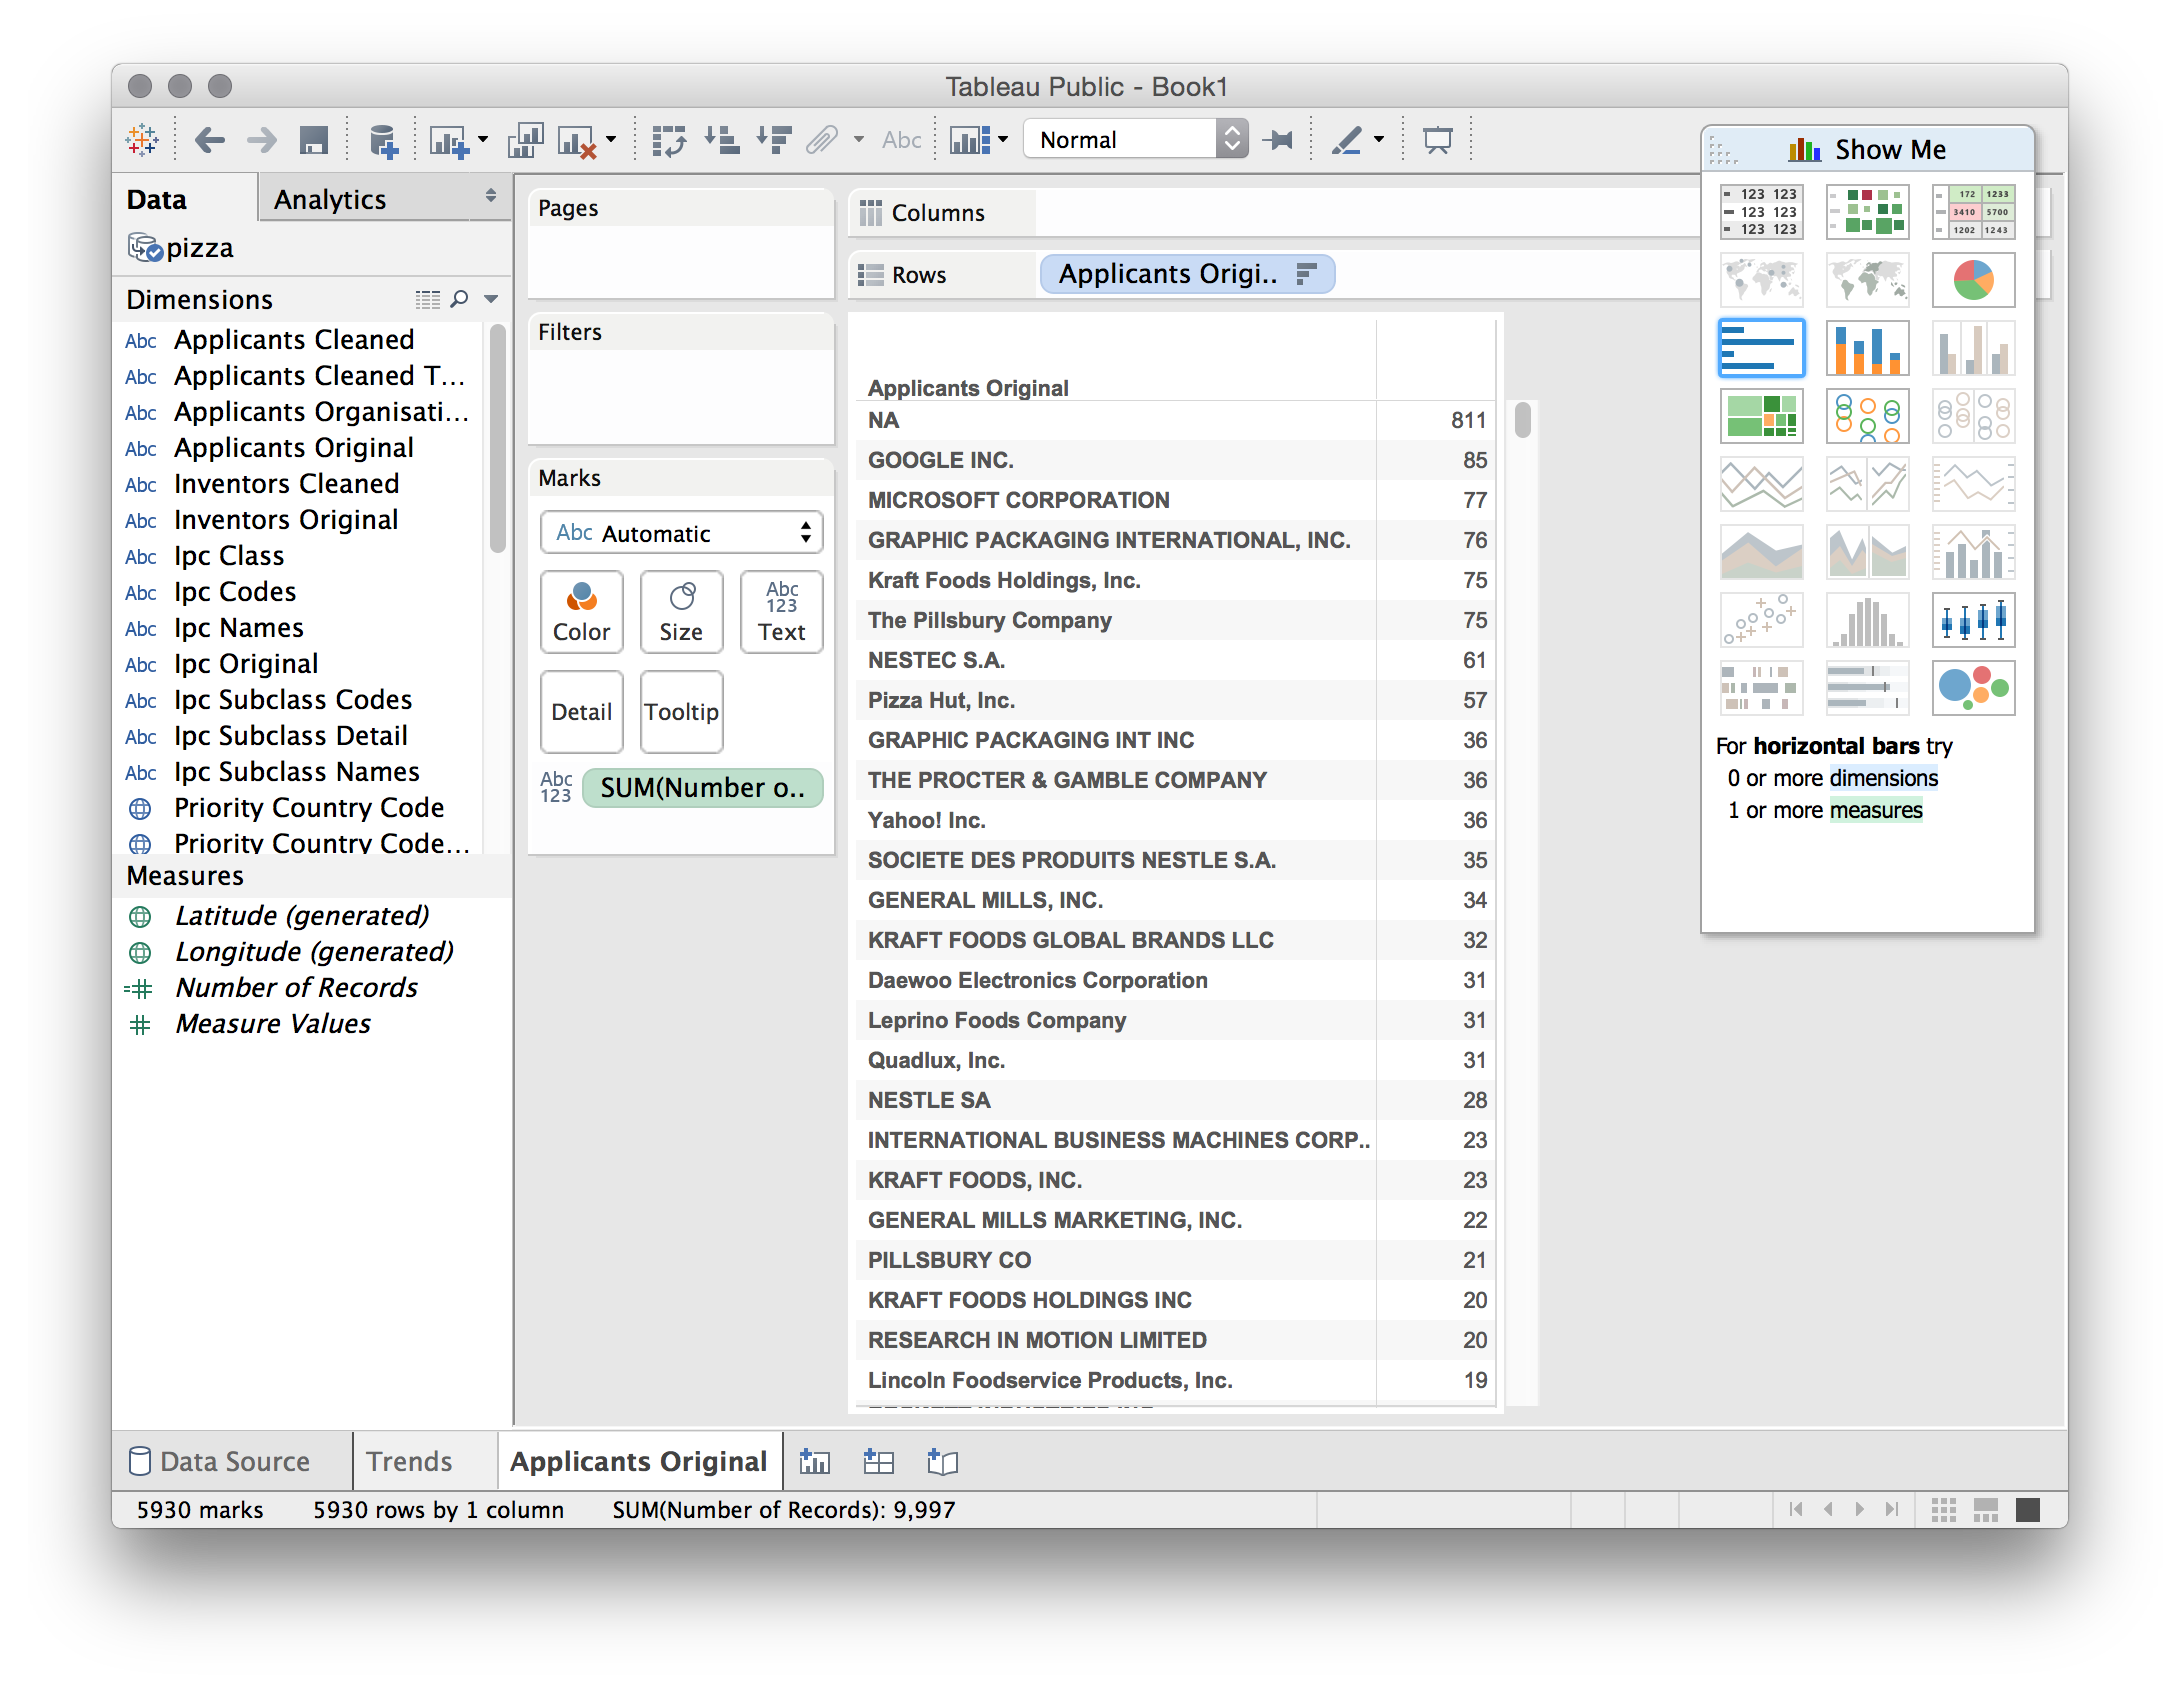 Tableau Public - Book1
Abc
Normal
Show Me
Data
Analytics
pizza
Dimensions
Abc Applicants Cleaned
Abc Applicants Cleaned T...
Abc Applicants Organisati...
Abc Applicants Original
Abc Inventors Cleaned
Abc Inventors Original
Abc Ipc Class
Abc Ipc Codes
Abc Ipc Names
Abc Ipc Original
Abc Ipc Subclass Codes
Abc Ipc Subclass Detail
Abc Ipc Subclass Names
Priority Country Code
Priority Country Code...
Measures
Latitude (generated)
Longitude (generated)
Number of Records
Measure Values
Pages
Filters
Marks
Abc Automatic
Color
Size
Abc
123
Text
Detail
Tooltip
Abc
123
SUM(Number o..
Columns
Rows
Applicants Origi..
Applicants Original
NA 811
GOOGLE INC. 85
MICROSOFT CORPORATION 77
GRAPHIC PACKAGING INTERNATIONAL, INC. 76
Kraft Foods Holdings, Inc. 75
The Pillsbury Company 75
NESTEC S.A. 61
Pizza Hut, Inc. 57
GRAPHIC PACKAGING INT INC 36
THE PROCTER & GAMBLE COMPANY 36
Yahoo! Inc. 36
SOCIETE DES PRODUITS NESTLE S.A. 35
GENERAL MILLS, INC. 34
KRAFT FOODS GLOBAL BRANDS LLC 32
Daewoo Electronics Corporation 31
Leprino Foods Company 31
Quadlux, Inc. 31
NESTLE SA 28
INTERNATIONAL BUSINESS MACHINES CORP.. 23
KRAFT FOODS, INC. 23
GENERAL MILLS MARKETING, INC. 22
PILLSBURY CO 21
KRAFT FOODS HOLDINGS INC 20
RESEARCH IN MOTION LIMITED 20
Lincoln Foodservice Products, Inc. 19
123 123
123 123
123 123
172 1233
3410 5700
1202 1243
For horizontal bars try
0 or more dimensions
1 or more measures
Data Source
Trends
Applicants Original
5930 marks
5930 rows by 1 column
SUM(Number of Records): 9,997